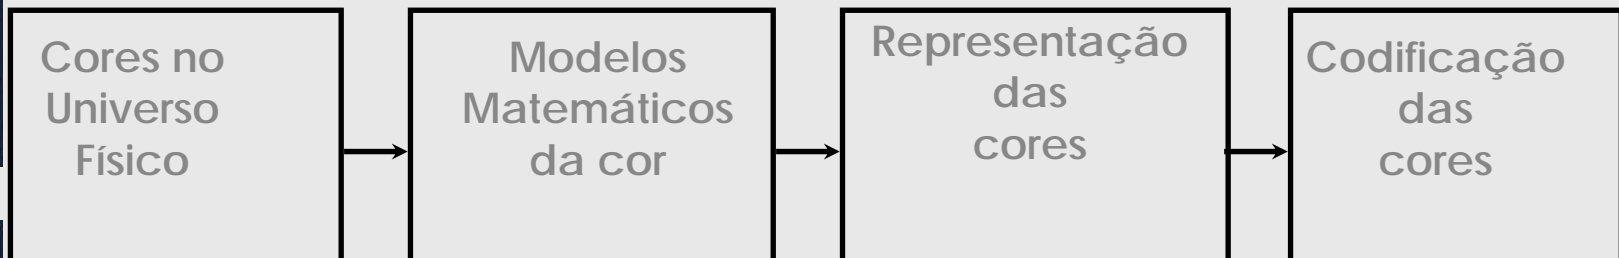 Cores no
Universo
Físico
Modelos
Matemáticos
da cor
Representação
das
cores
Codificação
das
cores